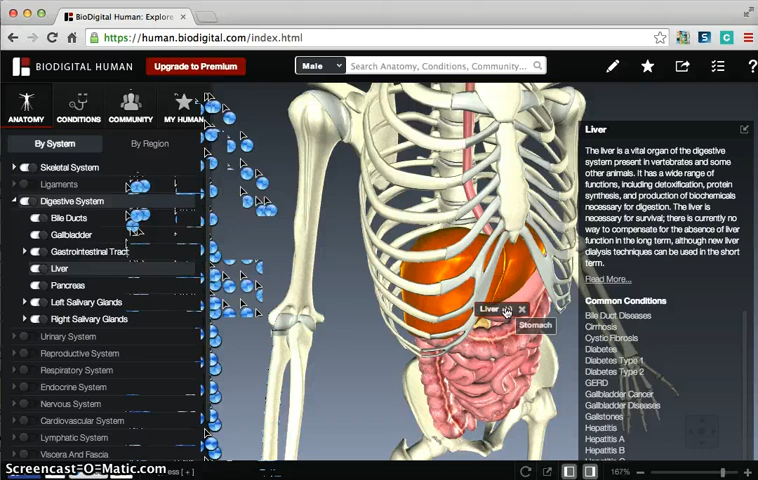 BioDigital Human: Explore
https://human.biodigital.com/index.html
BIODIGITAL HUMAN
Upgrade to Premium
Male
Search Anatomy, Conditions, Community...
ANATOMY
CONDITIONS
COMMUNITY
MY HUMAN
By System
By Region
Skeletal System
Ligaments
Digestive System
Bile Ducts
Gallbladder
Gastrointestinal Tract
Liver
Pancreas
Left Salivary Glands
Right Salivary Glands
Urinary System
Reproductive System
Respiratory System
Endocrine System
Nervous System
Cardiovascular System
Lymphatic System
Visceral And Fascia
Liver
Stomach
Liver
The liver is a vital organ of the digestive
system present in vertebrates and some
other animals. It has a wide range of
functions, including detoxification, protein
synthesis, and production of biochemicals
necessary for digestion. The liver is
necessary for survival; there is currently no
way to compensate for the absence of liver
function in the long term, although new liver
dialysis techniques can be used in the short
term.
Read More...
Common Conditions
Bile Duct Diseases
Cirrhosis
Cystic Fibrosis
Diabetes
Diabetes Type 1
Diabetes Type 2
GERD
Gallbladder Cancer
Gallbladder Diseases
Gallstones
Hepatitis
Hepatitis A
Hepatitis B
167%
Screencast-O-Matic.com